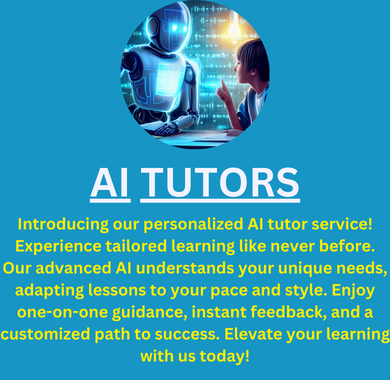 AI TUTORS
Introducing our personalized AI tutor service!
Experience tailored learning like never before.
Our advanced AI understands your unique needs,
adapting lessons to your pace and style. Enjoy
one-on-one guidance, instant feedback, and a
customized path to success. Elevate your learning
with us today!